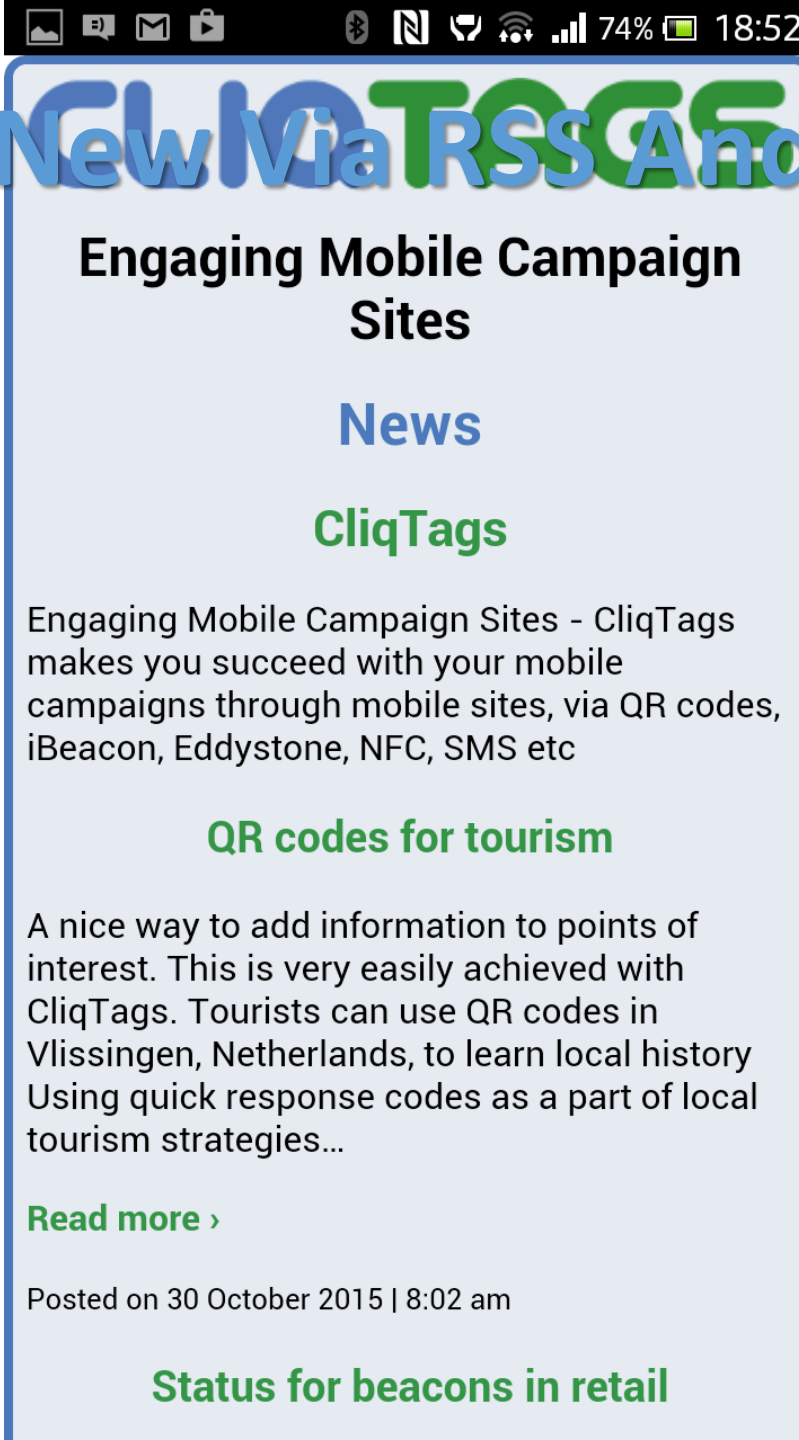 74% 18:52
CLIQTAGS
New Via RSS And
Engaging Mobile Campaign
Sites
News
CliqTags
Engaging Mobile Campaign Sites - CliqTags
makes you succeed with your mobile
campaigns through mobile sites, via QR codes,
iBeacon, Eddystone, NFC, SMS etc
QR codes for tourism
A nice way to add information to points of
interest. This is very easily achieved with
CliqTags. Tourists can use QR codes in
Vlissingen, Netherlands, to learn local history
Using quick response codes as a part of local
tourism strategies…
Read more ›
Posted on 30 October 2015 | 8:02 am
Status for beacons in retail